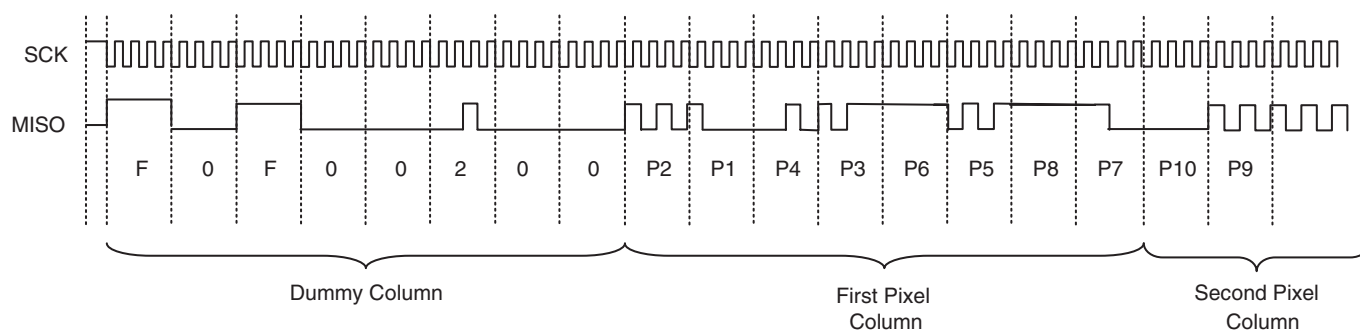 SCK
MISO
F 0 F 0 0 2 0 0 P2 P1 P4 P3 P6 P5 P8 P7 P10 P9
Dummy Column
First Pixel
Column
Second Pixel
Column